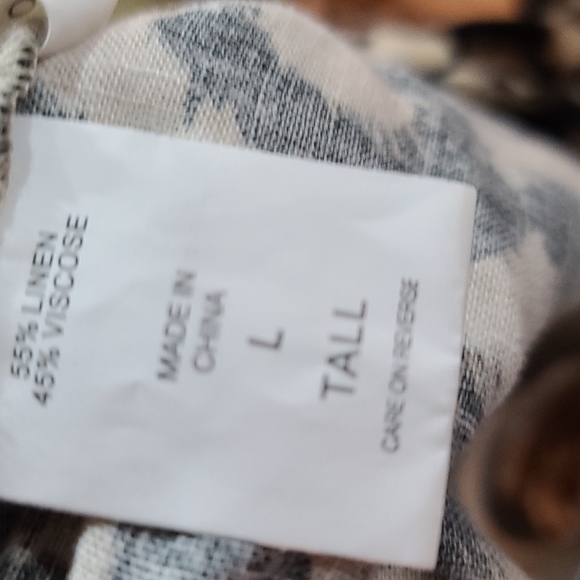 55% LINEN
45% VISCOSE
MADE IN
CHINA
L
TALL
CARE ON REVERSE